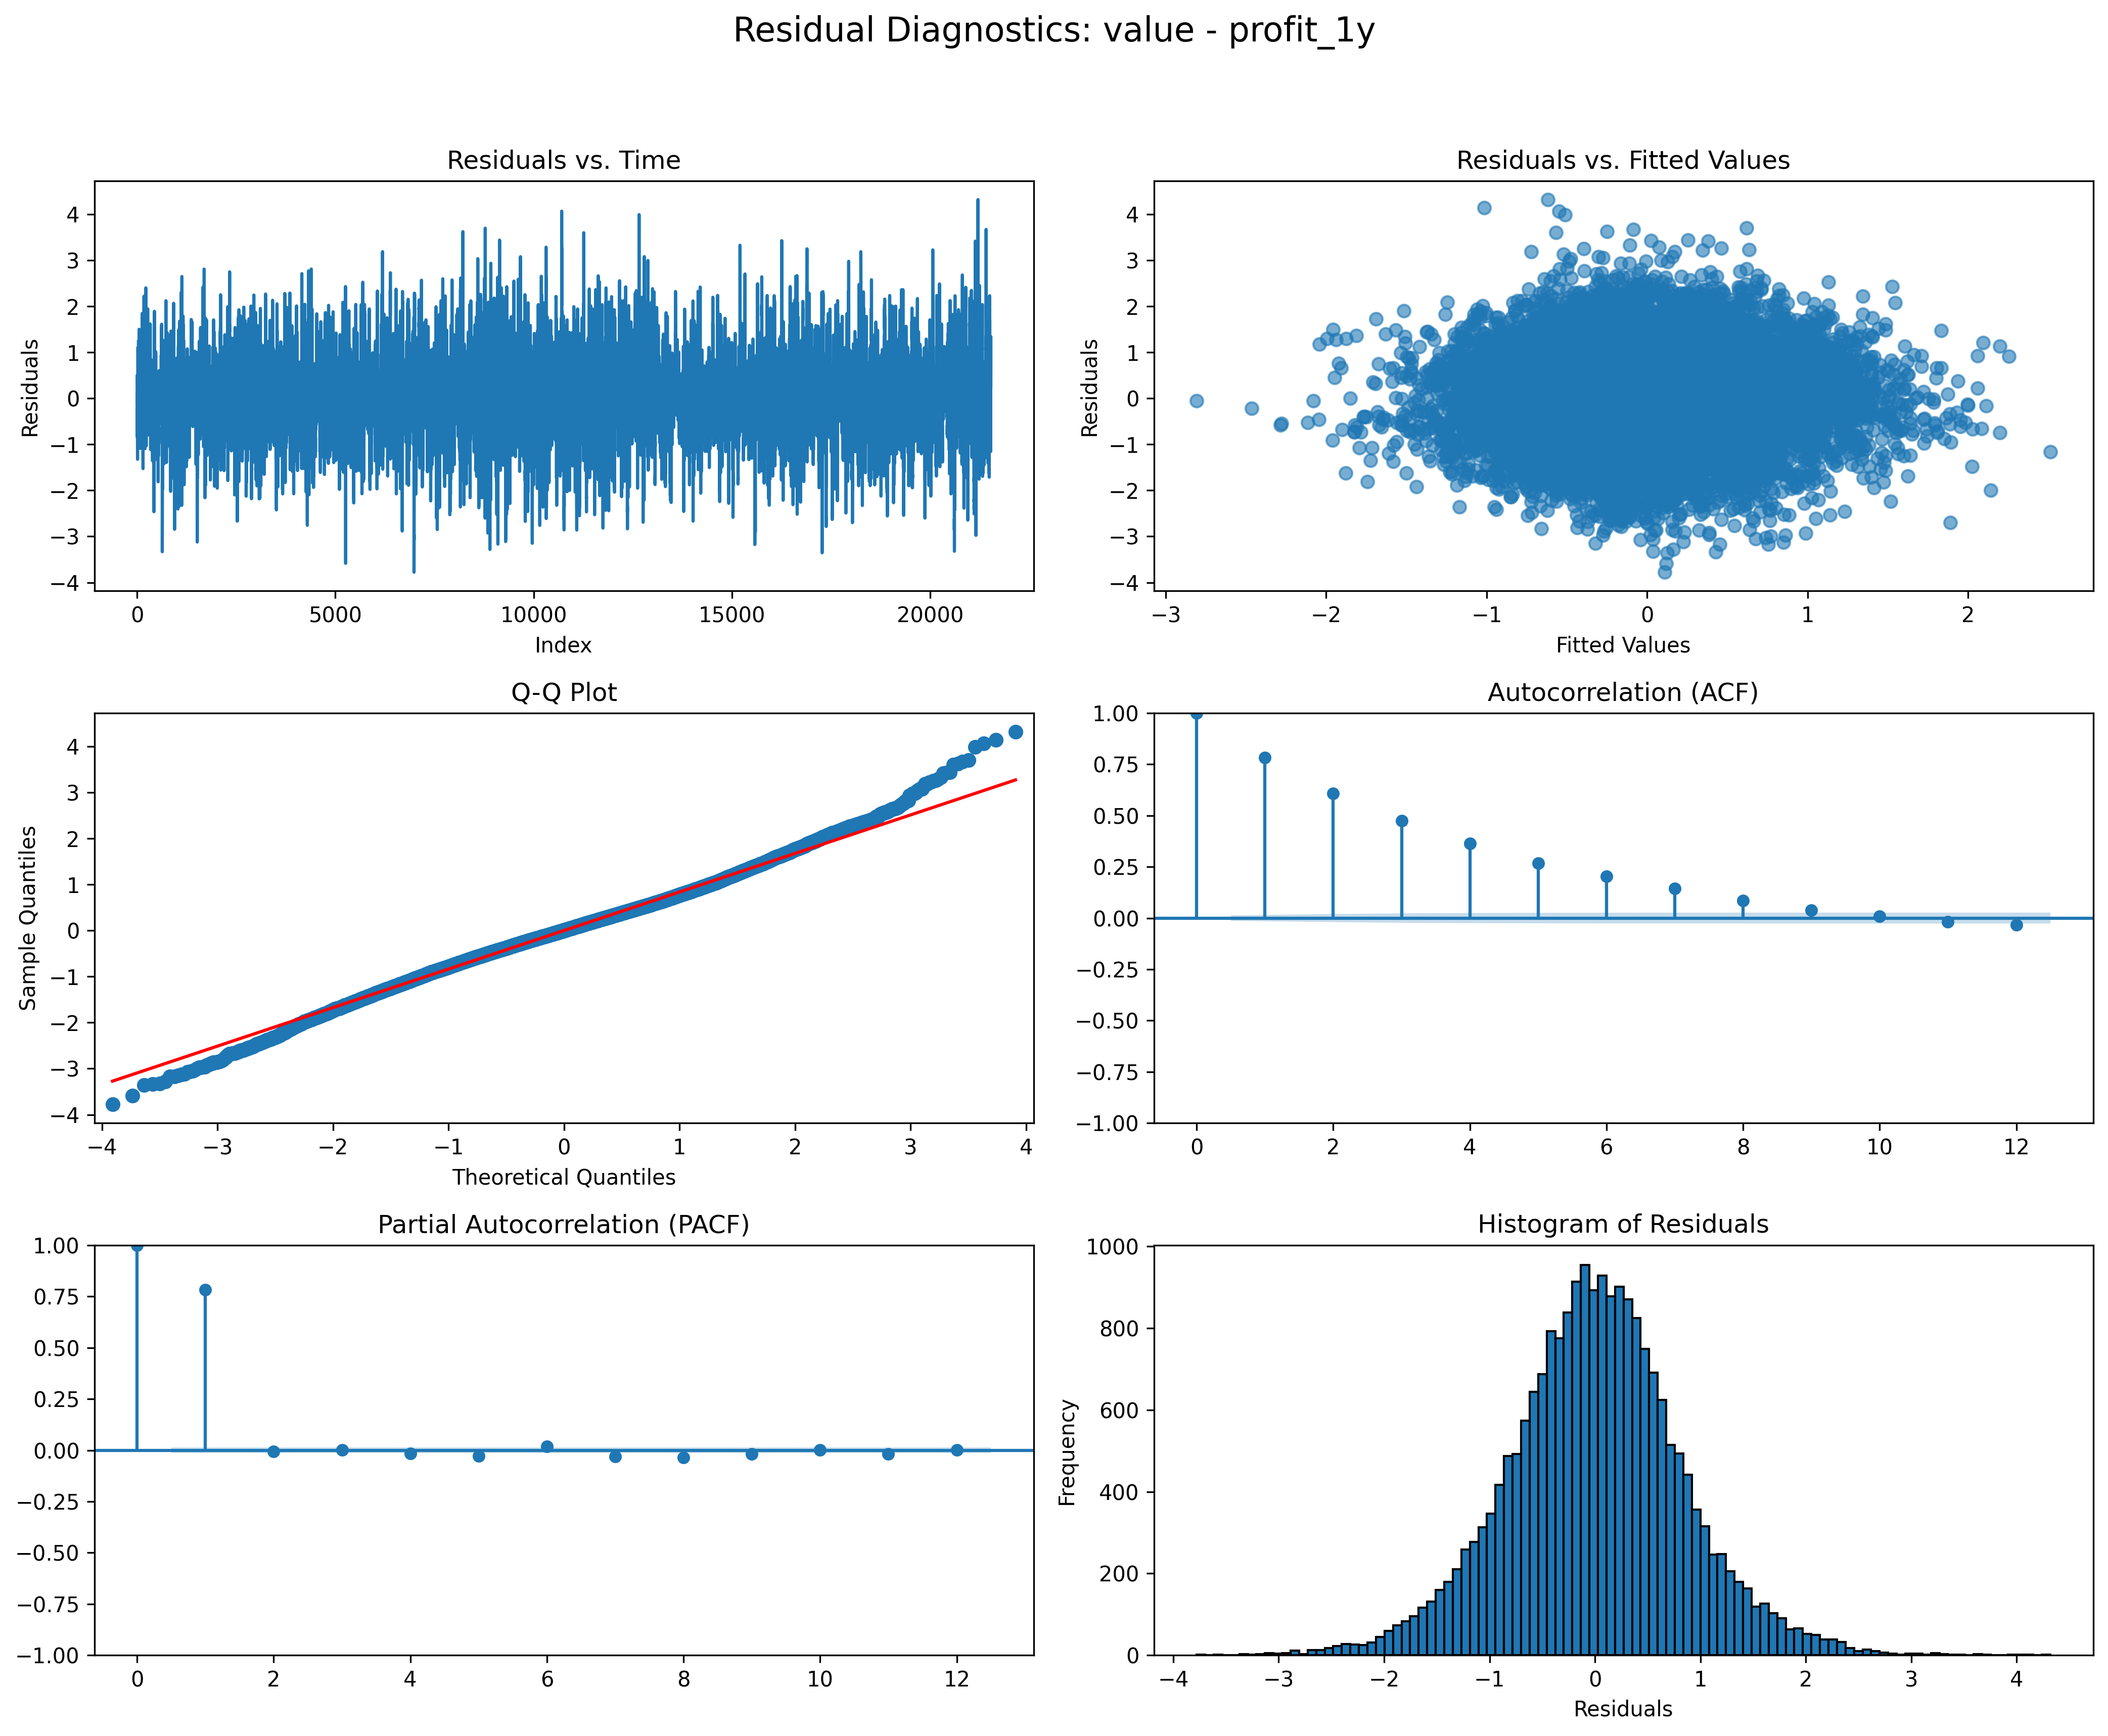 Residual Diagnostics: value - profit_1y
Residuals vs. Time
Residuals
4
3
2
1
0
−1
−2
−3
−4
0 5000 10000 15000 20000
Index
Residuals vs. Fitted Values
Residuals
4
3
2
1
0
−1
−2
−3
−4
−3 −2 −1 0 1 2
Fitted Values
Q-Q Plot
Sample Quantiles
4
3
2
1
0
−1
−2
−3
−4
−4 −3 −2 −1 0 1 2 3 4
Theoretical Quantiles
Autocorrelation (ACF)
1.00
0.75
0.50
0.25
0.00
−0.25
−0.50
−0.75
−1.00
0 2 4 6 8 10 12
Partial Autocorrelation (PACF)
1.00
0.75
0.50
0.25
0.00
−0.25
−0.50
−0.75
−1.00
0 2 4 6 8 10 12
Histogram of Residuals
Frequency
1000
800
600
400
200
0
−4 −3 −2 −1 0 1 2 3 4
Residuals